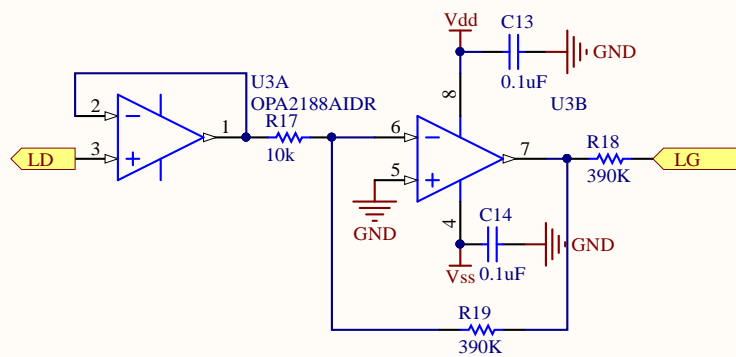 Vdd
C13
GND
0.1uF
8
U3A
OPA2188AIDR
U3B
2
1
R17
10k
6
7
R18
390K
LD
3
5
LG
GND
4
C14
GND
0.1uF
Vss
R19
390K